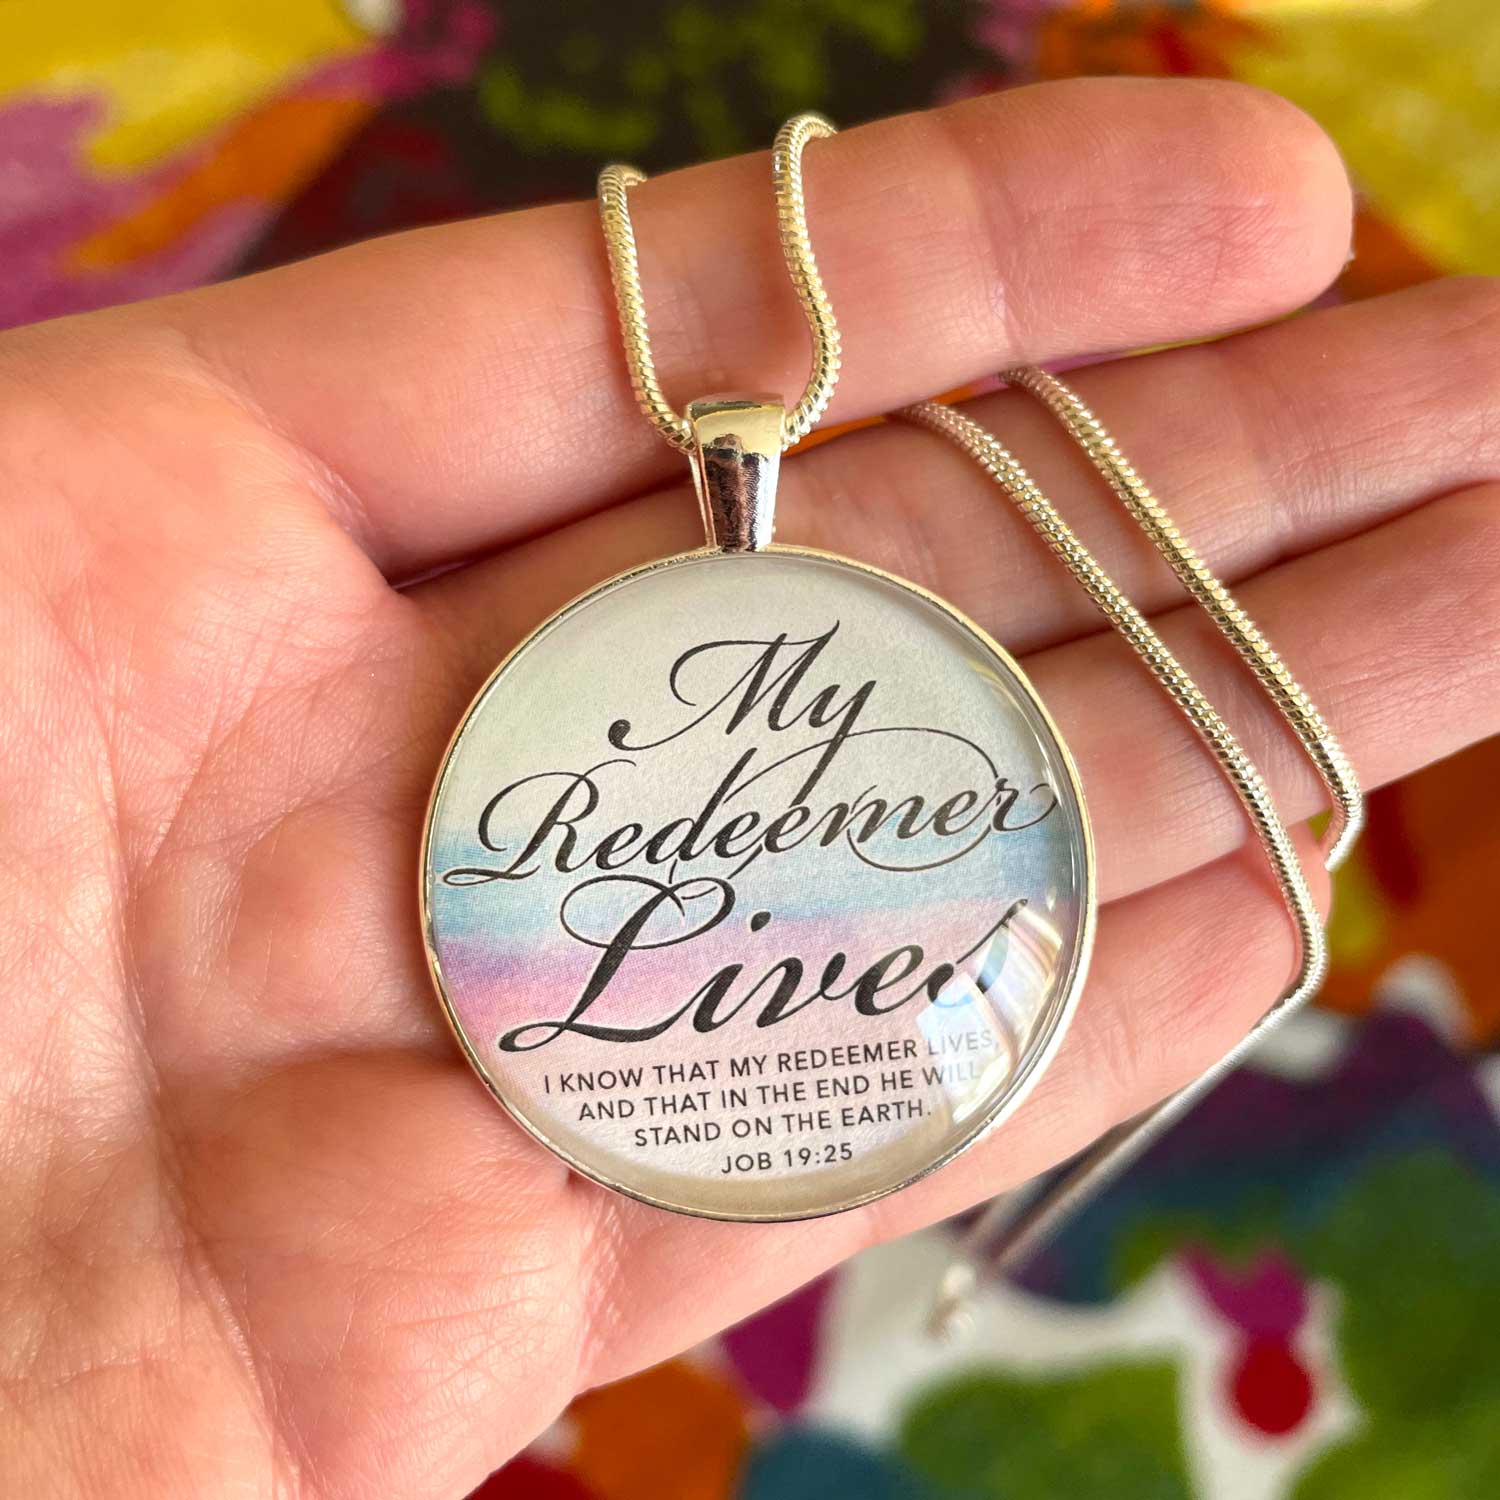 My
Redeemer
Lives
I KNOW THAT MY REDEEMER LIVES,
AND THAT IN THE END HE WILL
STAND ON THE EARTH.
JOB 19:25